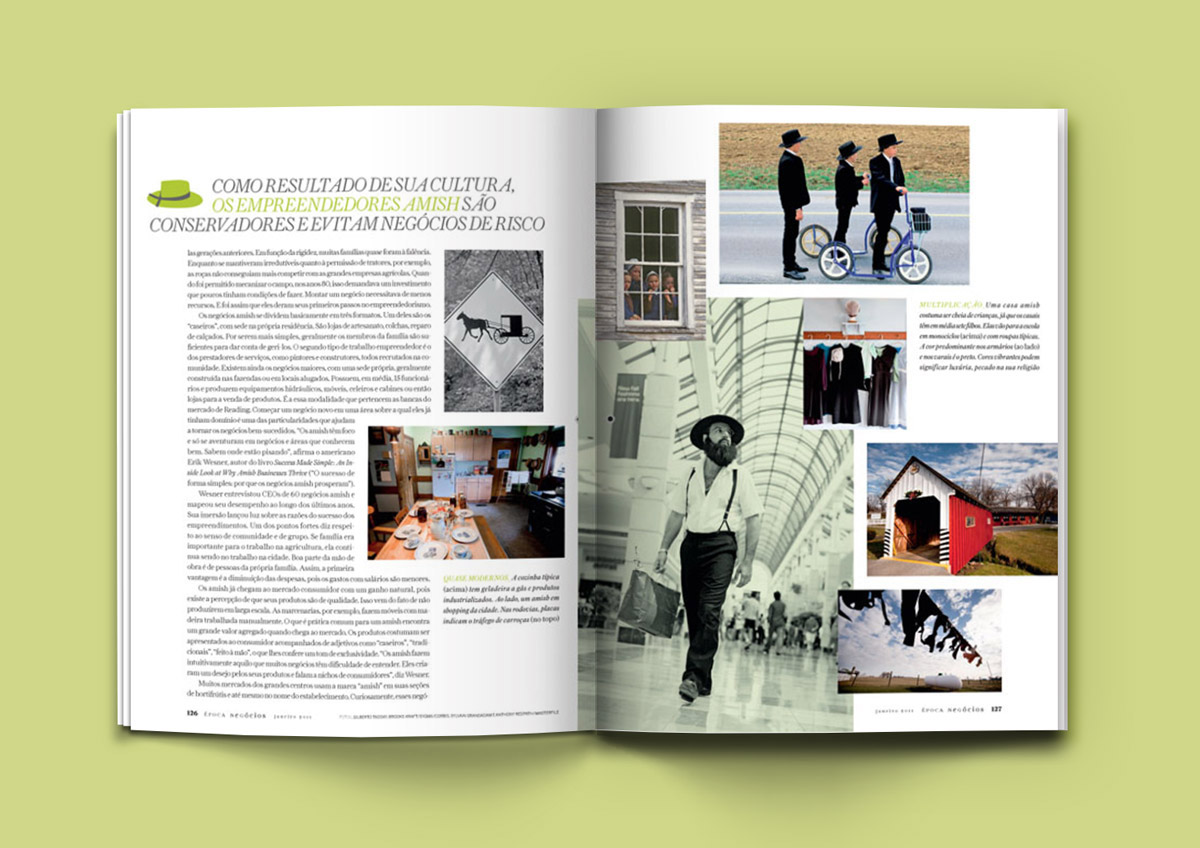 COMO RESULTADO DE SUA CULTURA,
OS EMPREENDEDORES AMISH SÃO
CONSERVADORES E EVITAM NEGÓCIOS DE RISCO
las gerações anteriores. Em função da rigidez, muitas famílias quase foram à falência.
Enquanto se mantiveram irredutíveis quanto à permissão de tratores, por exemplo,
as roças não conseguiam mais competir com as grandes empresas agrícolas. Quan-
do foi permitido mecanizar o campo, nos anos 80, isso demandava um investimento
que poucos tinham condições de fazer. Montar um negócio necessitava de menos
recursos. E foi assim que eles deram seus primeiros passos no empreendedorismo.
Os negócios amish se dividem basicamente em três formatos. Um deles são os
“caseiros”, com sede na própria residência. São lojas de artesanato, colchas, reparo
de calçados. Por serem mais simples, geralmente os membros da família são su-
ficientes para dar conta de geri-los. O segundo tipo de trabalho empreendedor é o
dos prestadores de serviços, como pintores e construtores, todos recrutados na co-
munidade. Existem ainda os negócios maiores, com uma sede própria, geralmente
construída nas fazendas ou em locais alugados. Possuem, em média, 15 funcioná-
rios e produzem equipamentos hidráulicos, móveis, celeiros e cabines ou então
lojas para a venda de produtos. É a essa modalidade que pertencem as bancas do
mercado de Reading. Começar um negócio novo em uma área sobre a qual eles já
tinham domínio é uma das particularidades que ajudam
a tornar os negócios bem-sucedidos. “Os amish têm foco
e só se aventuram em negócios e áreas que conhecem
bem. Sabem onde estão pisando”, afirma o americano
Erik Wesner, autor do livro Success Made Simple: An In-
side Look at Why Amish Businesses Thrive (“O sucesso de
forma simples: por que os negócios amish prosperam”).
Wesner entrevistou CEOs de 60 negócios amish e
mapeou seu desempenho ao longo dos últimos anos.
Sua imersão lançou luz sobre as razões do sucesso dos
empreendimentos. Um dos pontos fortes diz respei-
to ao senso de comunidade e de grupo. Se família era
importante para o trabalho na agricultura, ela conti-
nua sendo no trabalho na cidade. Boa parte da mão de
obra é de pessoas da própria família. Assim, a primeira
vantagem é a diminuição das despesas, pois os gastos com salários são menores.
Os amish já chegam ao mercado consumidor com um ganho natural, pois
existe a percepção de que seus produtos são de qualidade. Isso vem do fato de não
produzirem em larga escala. As marcenarias, por exemplo, fazem móveis com ma-
deira trabalhada manualmente. O que é prática comum para um amish encontra
um grande valor agregado quando chega ao mercado. Os produtos costumam ser
apresentados ao consumidor acompanhados de adjetivos como “caseiros”, “tradi-
cionais”, “feito à mão”, o que lhes confere um tom de exclusividade. “Os amish fazem
intuitivamente aquilo que muitos negócios têm dificuldade de entender. Eles cria-
ram um desejo pelos seus produtos e falam a nichos de consumidores”, diz Wesner.
Muitos mercados dos grandes centros usam a marca “amish” em suas seções
de hortifrútis e até mesmo no nome do estabelecimento. Curiosamente, esses negó-
QUASE MODERNOS. A cozinha típica
(acima) tem geladeira a gás e produtos
industrializados. Ao lado, um amish em
shopping da cidade. Nas rodovias, placas
indicam o tráfego de carroças (no topo)
126 ÉPOCA NEGÓCIOS
MULTIPLICAÇÃO. Uma casa amish
costuma ser cheia de crianças, já que os casais
têm em média sete filhos. Elas vão para a escola
em monociclos (acima) e com roupas típicas.
A cor predominante nos armários (ao lado)
e nos varais é o preto. Cores vibrantes podem
significar luxúria, pecado na sua religião
ÉPOCA NEGÓCIOS 127